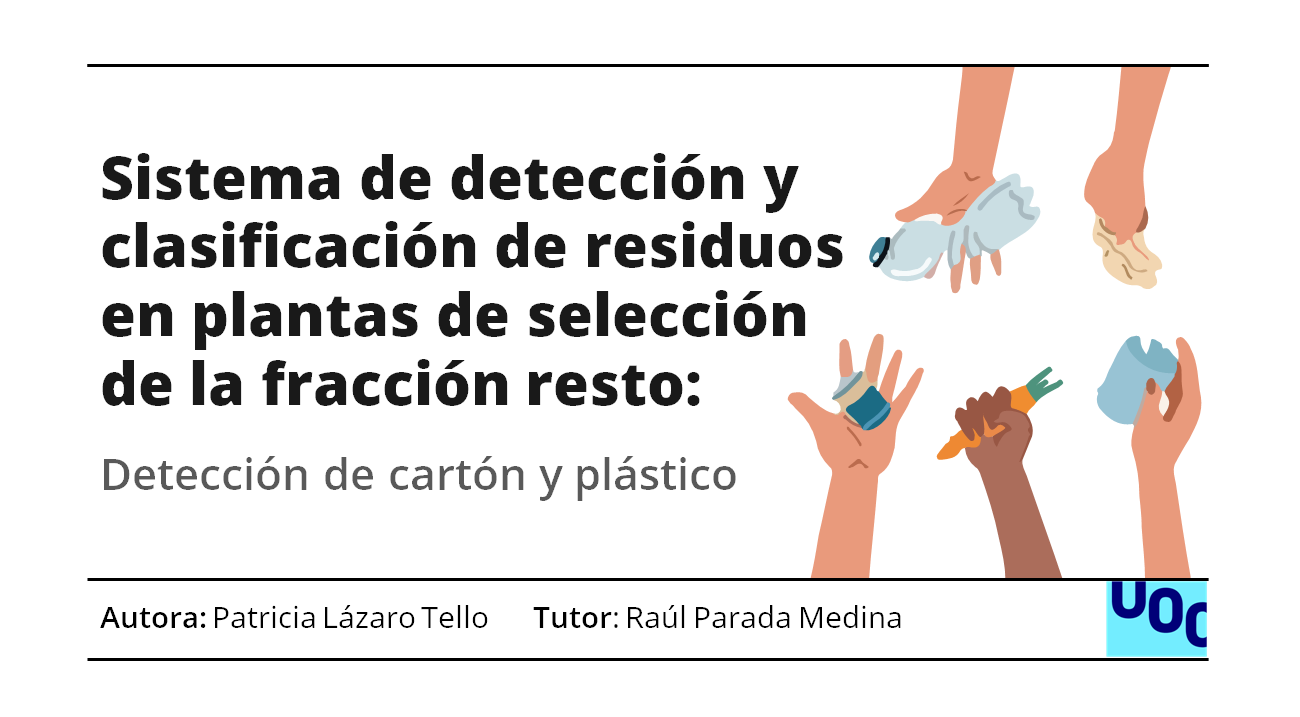 Sistema de detección y
clasificación de residuos
en plantas de selección
de la fracción resto:
Detección de cartón y plástico
Autora: Patricia Lázaro Tello Tutor: Raúl Parada Medina
UOC